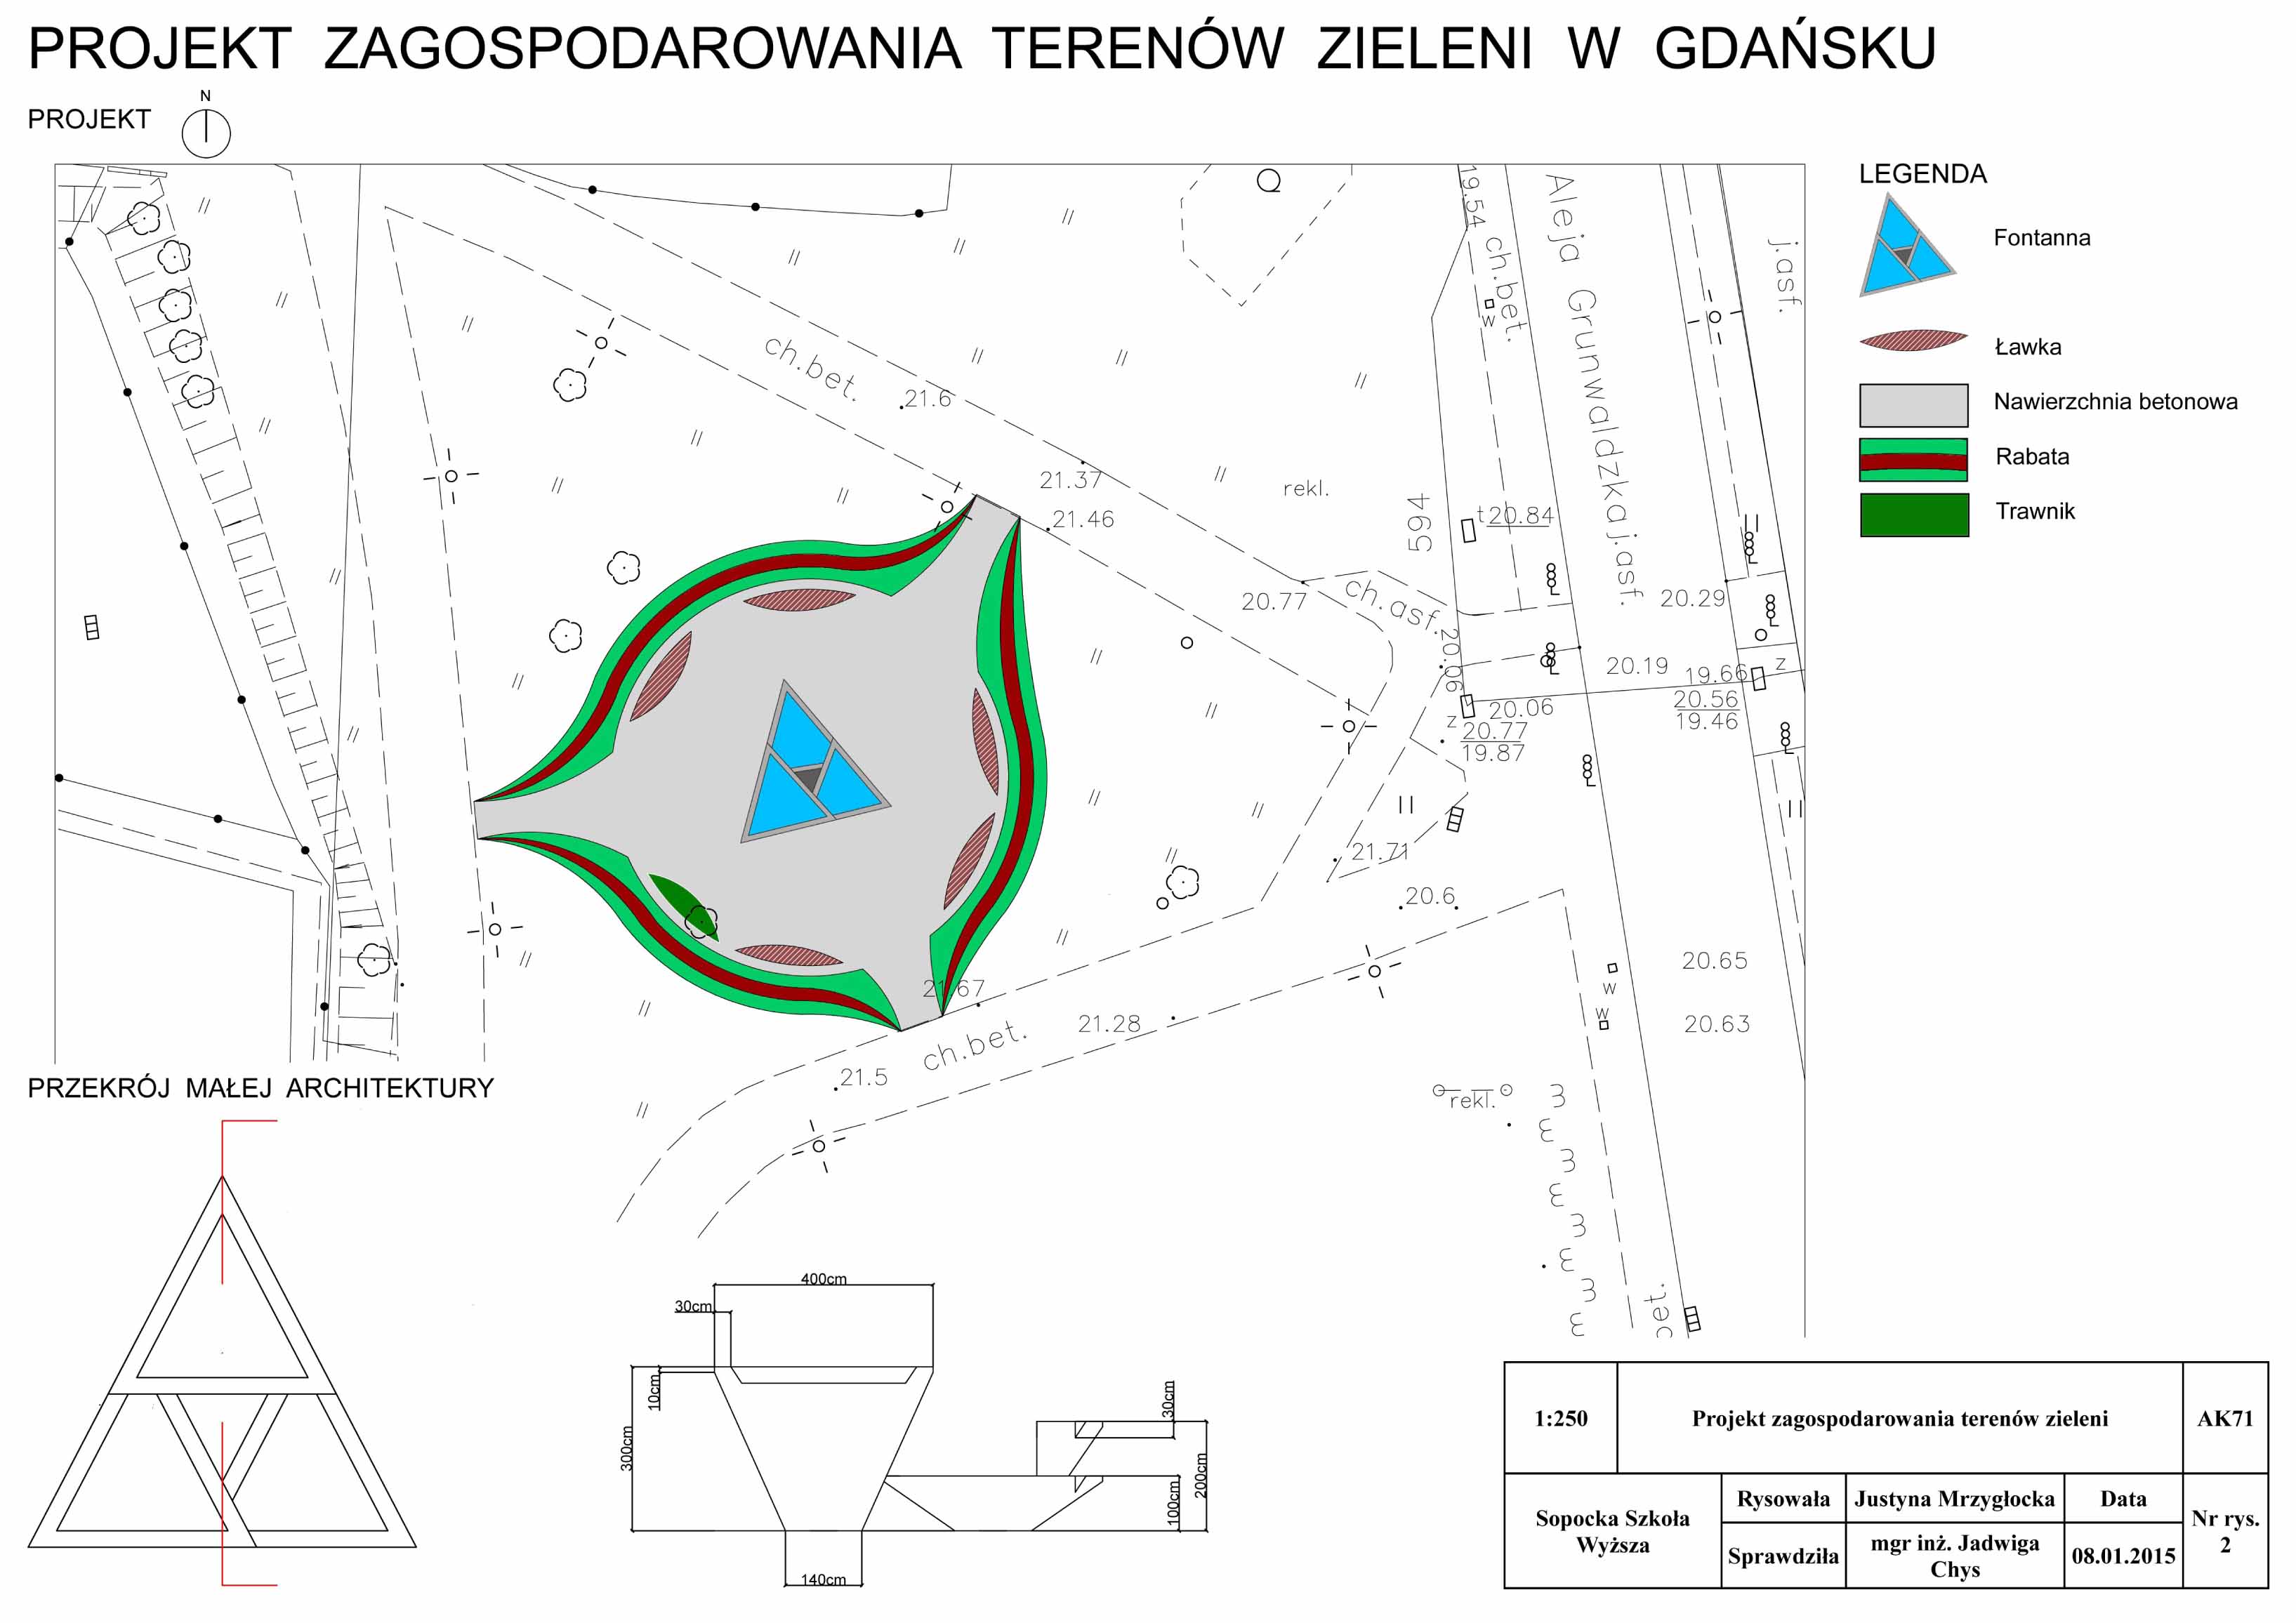 PROJEKT ZAGOSPODAROWANIA TERENÓW ZIELENI W GDAŃSKU
PROJEKT
N
LEGENDA
Fontanna
Ławka
Nawierzchnia betonowa
Rabata
Trawnik
19.54
ch.bet.
w
Aleja Grunwaldzka j.asf.
j.asf.
ch.bet.
21.6
21.37
21.46
rekl.
594
t20.84
20.77
ch.asf.
20.29
20.06
20.19
19.66
z
20.06
20.56
19.46
z
20.77
19.87
21.71
20.6
20.65
20.63
w
w
21.67
21.28
ch.bet.
21.5
rekl.
bet.
PRZEKRÓJ MAŁEJ ARCHITEKTURY
400cm
30cm
10cm
300cm
140cm
30cm
200cm
100cm
1:250
Projekt zagospodarowania terenów zieleni
AK71
Sopocka Szkoła
Wyższa
Rysowała
Justyna Mrzygłocka
Data
Sprawdziła
mgr inż. Jadwiga
Chys
08.01.2015
Nr rys.
2